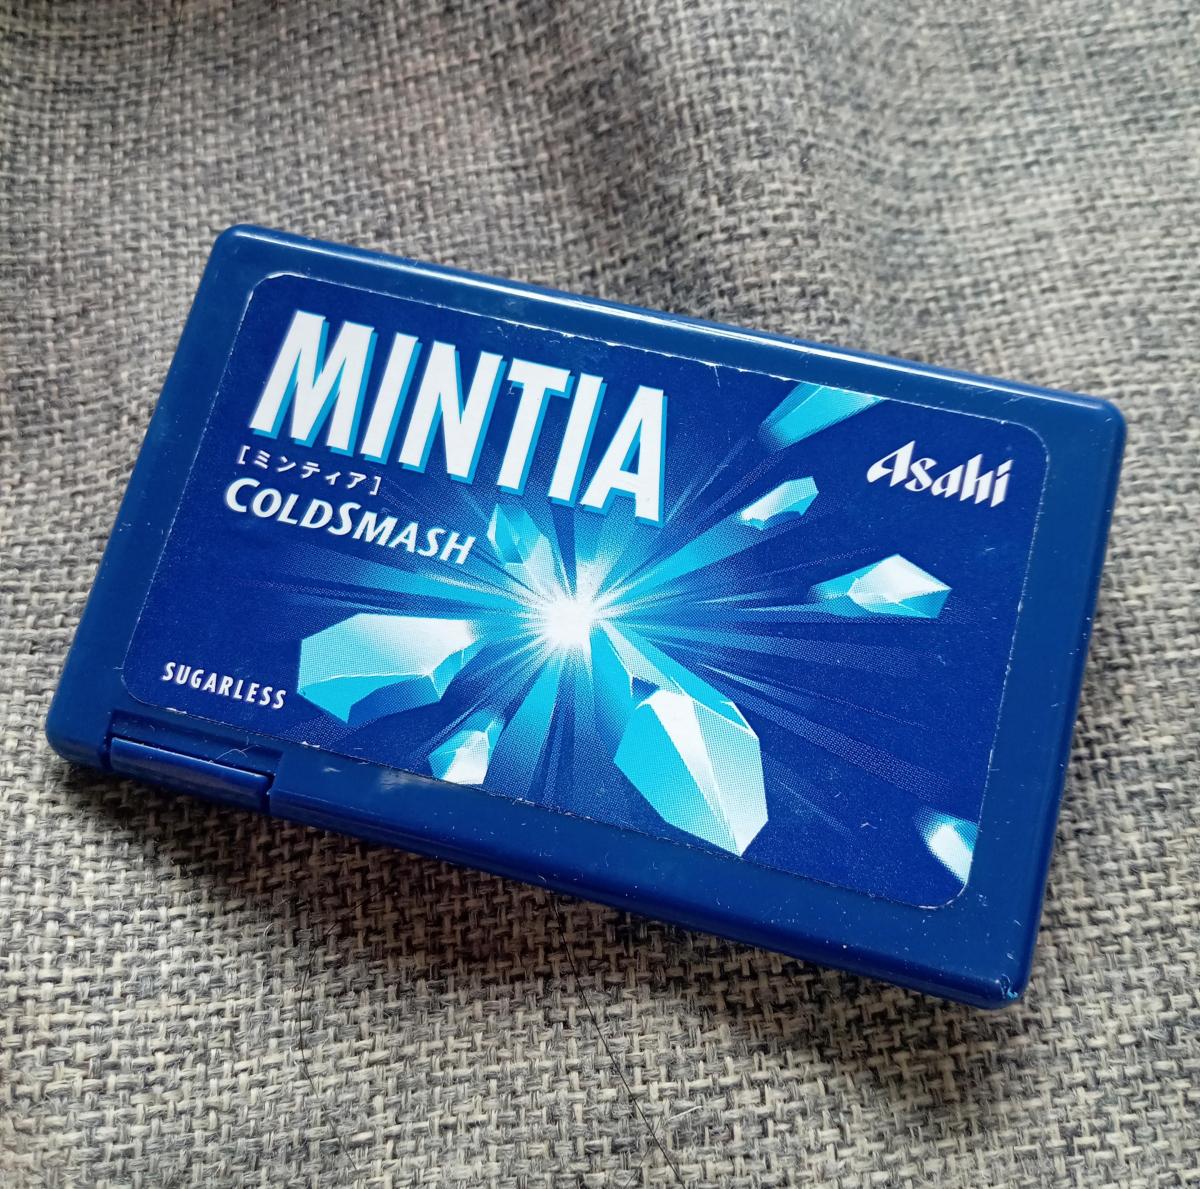 MINTIA
[ミンティア]
COLDSMASH
Asahi
SUGARLESS